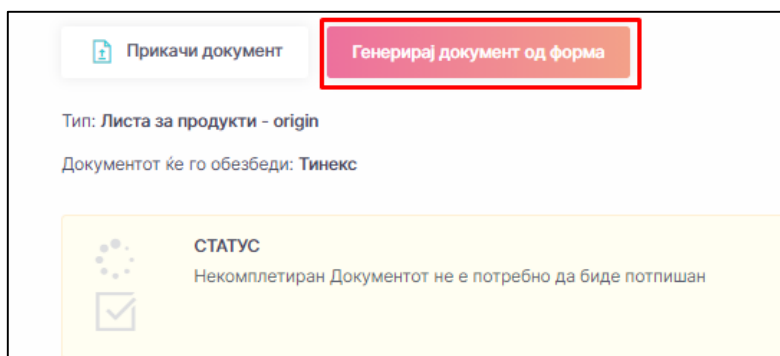 Прикачи документ
Генерирај документ од форма
Тип: Листа за продукти - origin
Документот ќе го обезбеди: Тинекс
СТАТУС
Некомплетиран Документот не е потребно да биде потпишан